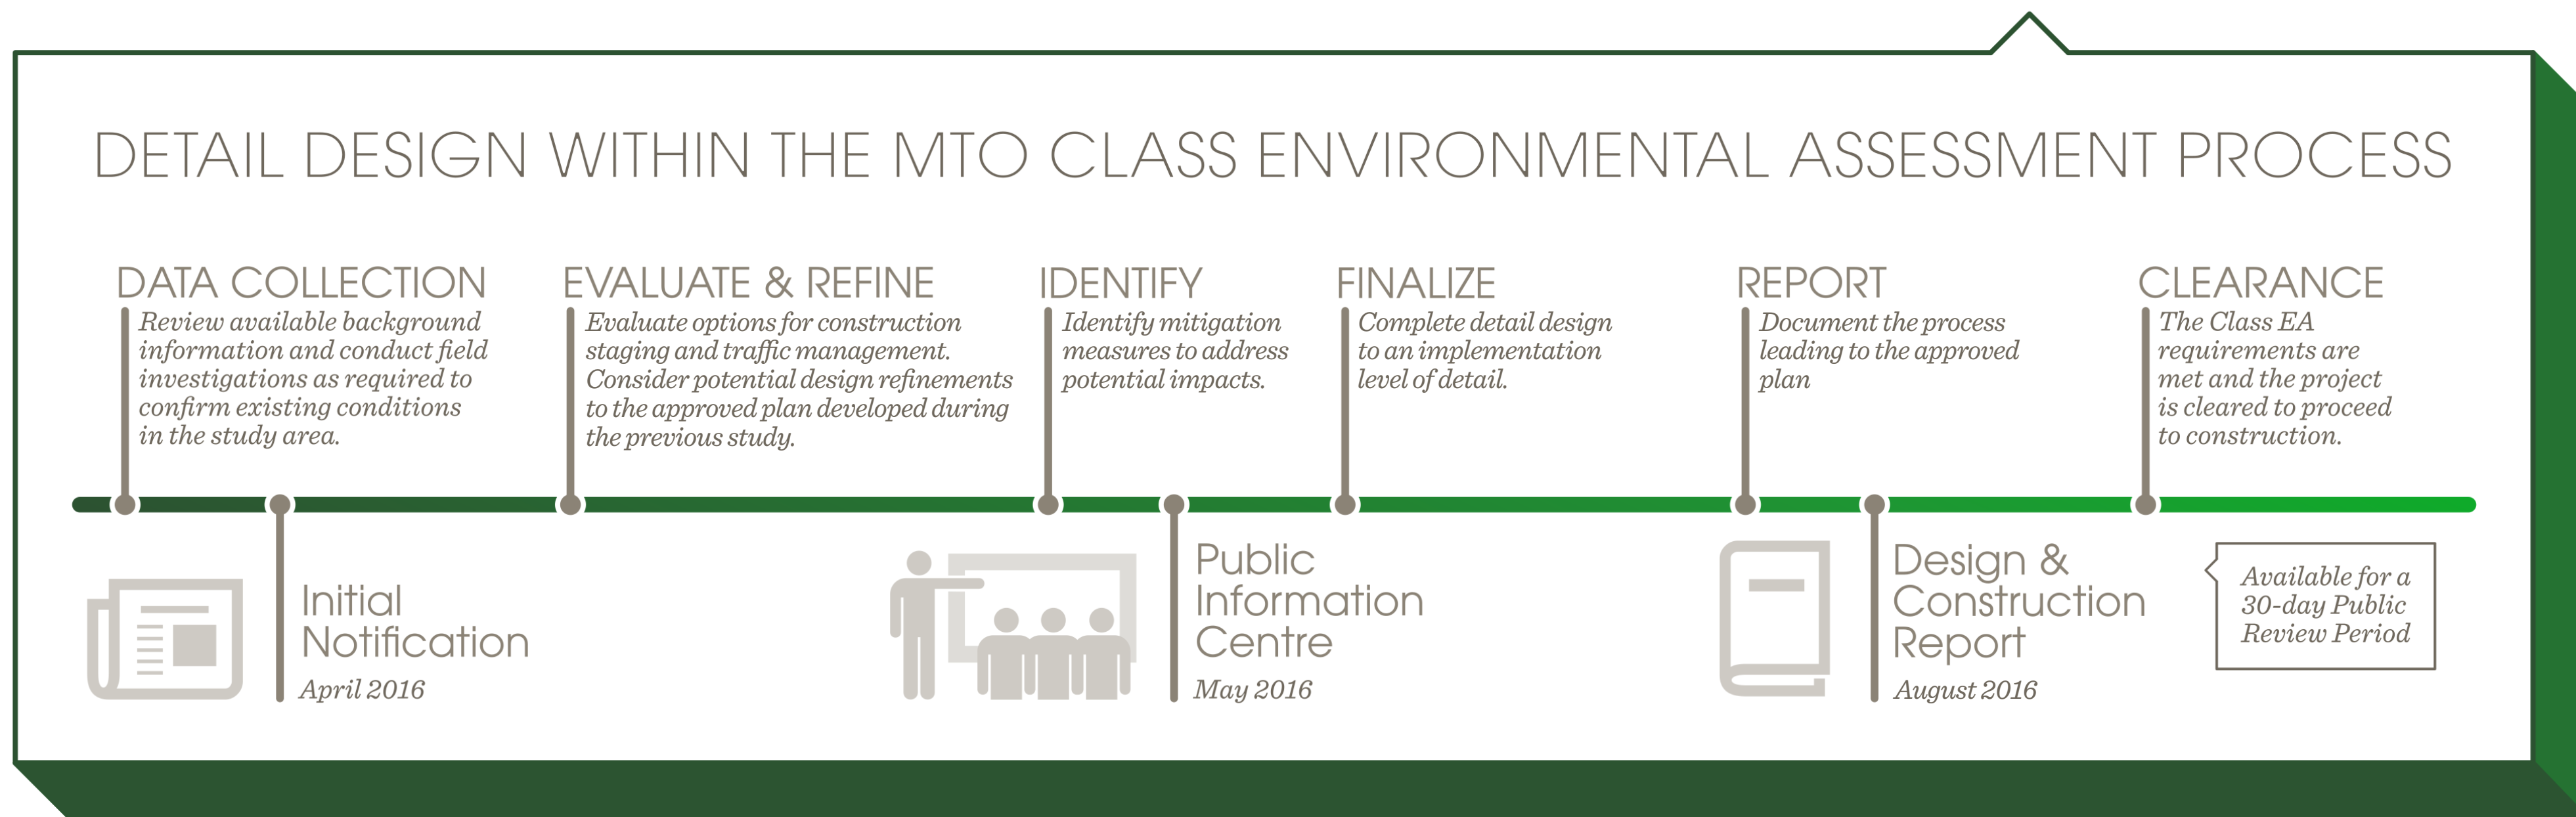 DETAIL DESIGN WITHIN THE MTO CLASS ENVIRONMENTAL ASSESSMENT PROCESS
DATA COLLECTION
Review available background
information and conduct field
investigations as required to
confirm existing conditions
in the study area.
EVALUATE & REFINE
Evaluate options for construction
staging and traffic management.
Consider potential design refinements
to the approved plan developed during
the previous study.
IDENTIFY
Identify mitigation
measures to address
potential impacts.
FINALIZE
Complete detail design
to an implementation
level of detail.
REPORT
Document the process
leading to the approved
plan
CLEARANCE
The Class EA
requirements are
met and the project
is cleared to proceed
to construction.
Initial
Notification
April 2016
Public
Information
Centre
May 2016
Design &
Construction
Report
August 2016
Available for a
30-day Public
Review Period